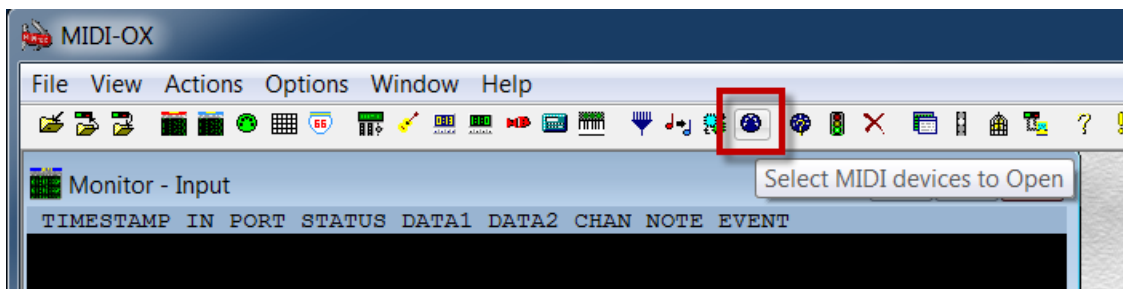 MIDI-OX
File View Actions Options Window Help
66
?
Select MIDI devices to Open
Monitor - Input
TIMESTAMP IN PORT STATUS DATA1 DATA2 CHAN NOTE EVENT